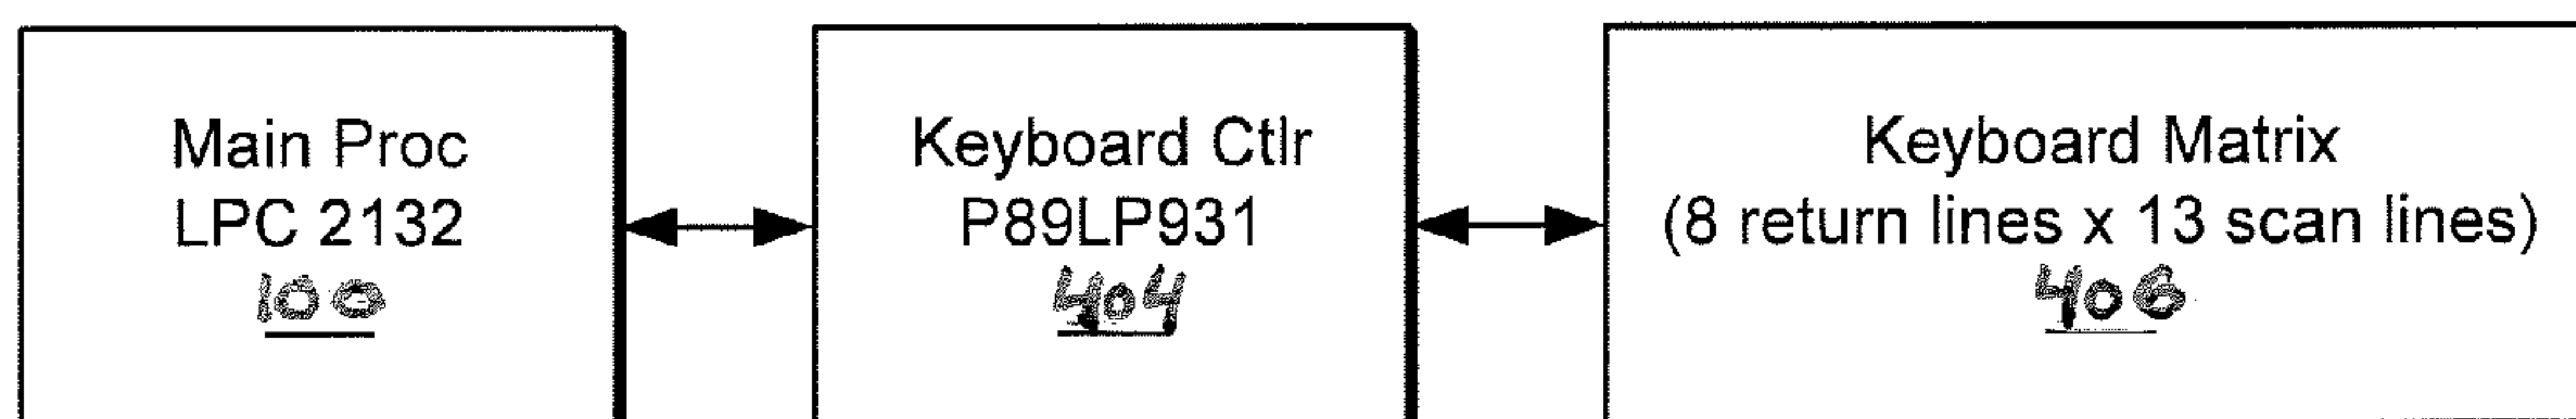 Main Proc
LPC 2132
100
Keyboard Ctlr
P89LP931
404
Keyboard Matrix
(8 return lines x 13 scan lines)
406